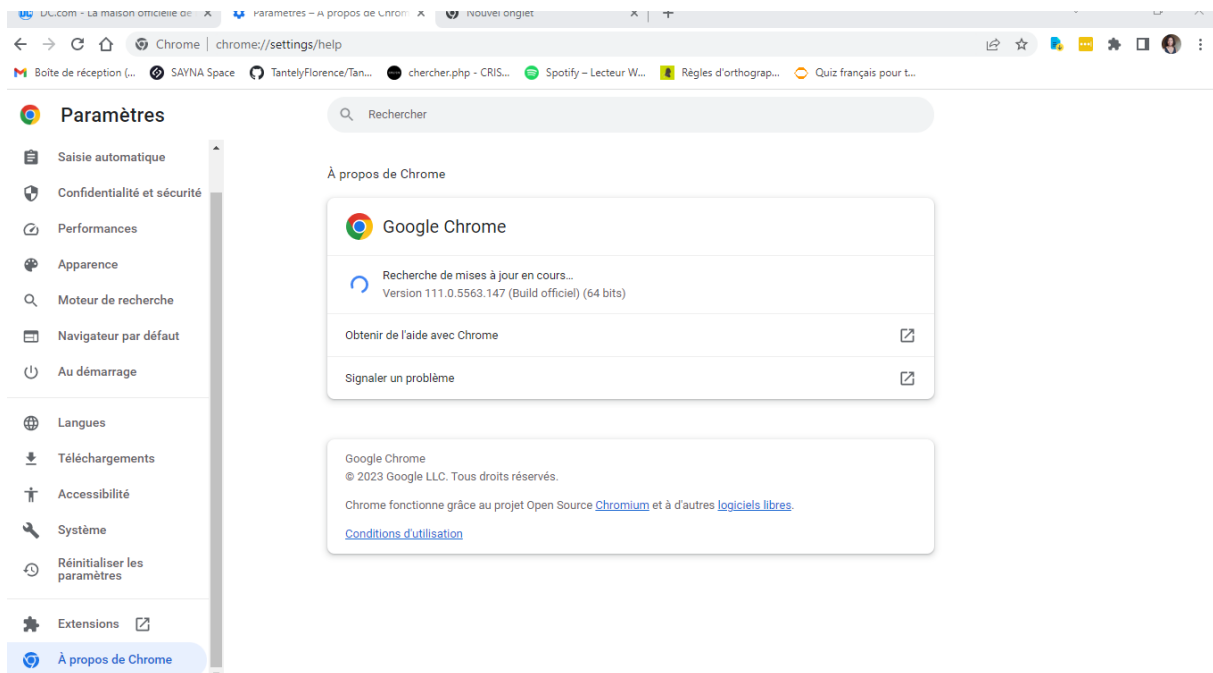 DC.com - La maison officielle de
Paramètres – À propos de Chrom
Nouvel onglet
Chrome | chrome://settings/help
Boîte de réception (...
SAYNA Space
TantelyFlorence/Tan...
chercher.php - CRIS...
Spotify – Lecteur W...
Règles d'orthograp...
Quiz français pour t...
Paramètres
Rechercher
Saisie automatique
Confidentialité et sécurité
Performances
Apparence
Moteur de recherche
Navigateur par défaut
Au démarrage
Langues
Téléchargements
Accessibilité
Système
Réinitialiser les
paramètres
Extensions
À propos de Chrome
À propos de Chrome
Google Chrome
Recherche de mises à jour en cours...
Version 111.0.5563.147 (Build officiel) (64 bits)
Obtenir de l'aide avec Chrome
Signaler un problème
Google Chrome
© 2023 Google LLC. Tous droits réservés.
Chrome fonctionne grâce au projet Open Source Chromium et à d'autres logiciels libres.
Conditions d'utilisation